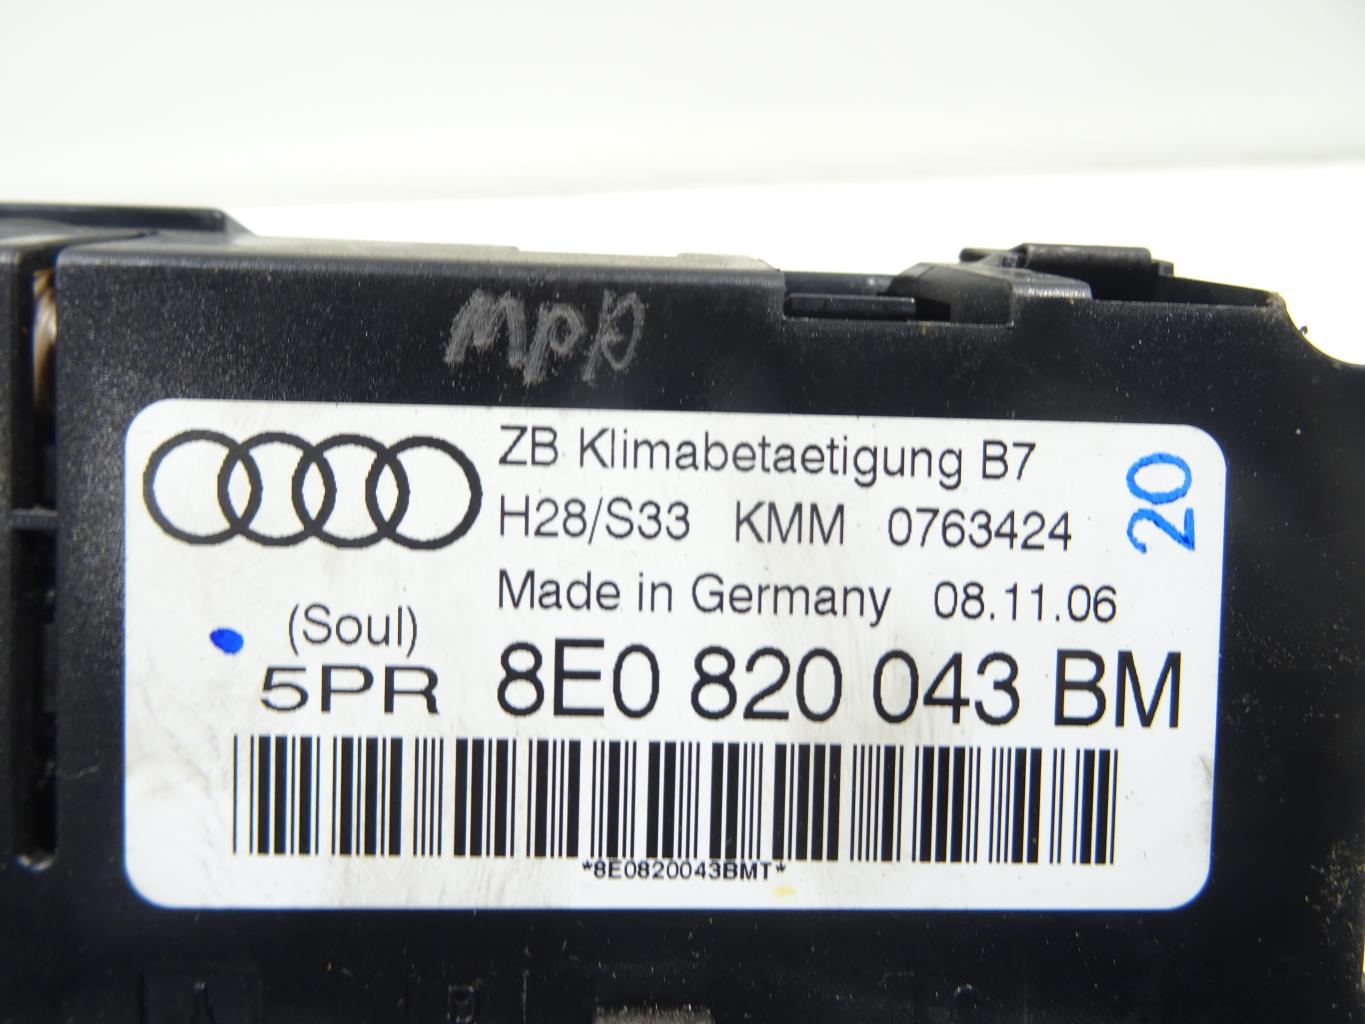 ZB Klimabetaetigung B7
H28/S33 KMM 0763424
20
Made in Germany 08.11.06
(Soul)
5PR 8E0 820 043 BM
*8E0820043BMT*
A B C